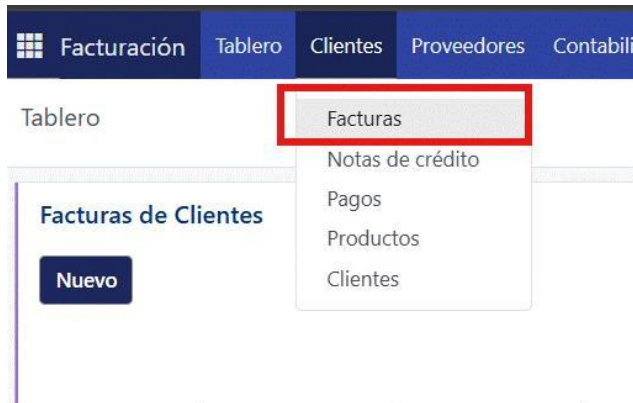 Facturación Tablero Clientes Proveedores
Tablero
Facturas
Notas de crédito
Pagos
Productos
Clientes
Facturas de Clientes
Nuevo